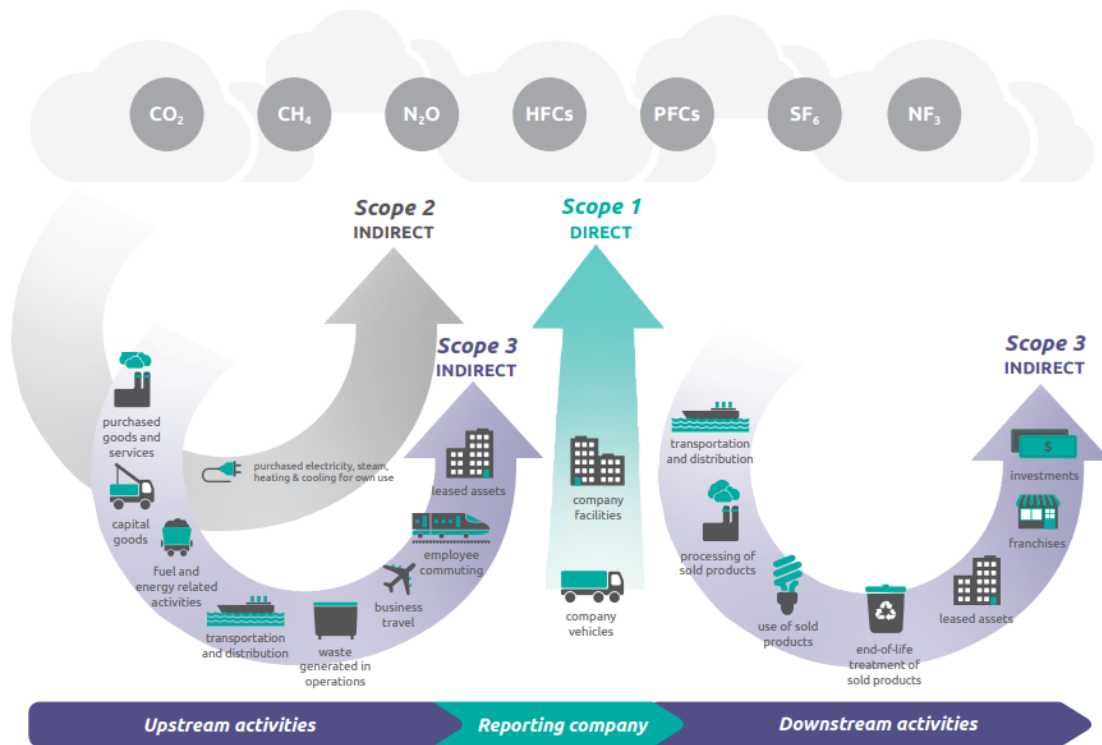 CO₂
CH₄
N₂O
HFCs
PFCs
SF₆
NF₃
Scope 2
INDIRECT
Scope 1
DIRECT
Scope 3
INDIRECT
Scope 3
INDIRECT
purchased
goods and
services
capital
goods
fuel and
energy related
activities
purchased electricity, steam,
heating & cooling for own use
transportation
and distribution
waste
generated in
operations
business
travel
employee
commuting
leased assets
company
facilities
company
vehicles
transportation
and distribution
processing of
sold products
use of sold
products
end-of-life
treatment of
sold products
leased assets
franchises
$
investments
Upstream activities
Reporting company
Downstream activities